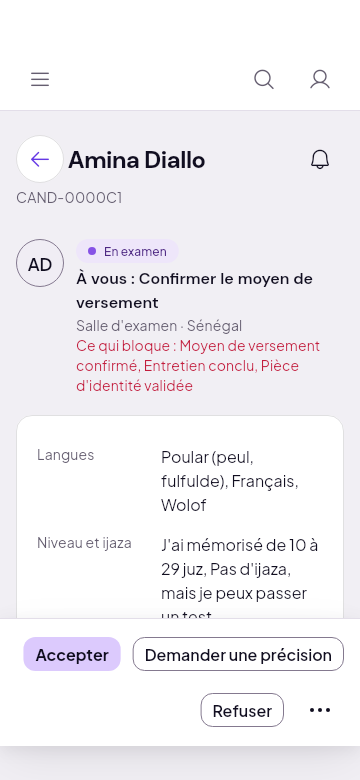 Amina Diallo
CAND-0000C1
AD
En examen
À vous : Confirmer le moyen de
versement
Salle d'examen · Sénégal
Ce qui bloque : Moyen de versement
confirmé, Entretien conclu, Pièce
d'identité validée
Langues
Poular (peul,
fulfulde), Français,
Wolof
Niveau et ijaza
J'ai mémorisé de 10 à
29 juz, Pas d'ijaza,
mais je peux passer
un test
Accepter
Demander une précision
Refuser